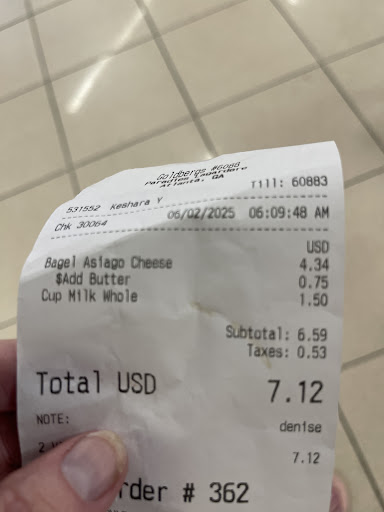 Goldbergs #6088
Paradies Lagardere
Atlanta, GA
Till: 60883
531552 Keshara Y
Chk 30064 06/02/2025 06:09:48 AM
USD
Bagel Asiago Cheese 4.34
$Add Butter 0.75
Cup Milk Whole 1.50
Subtotal: 6.59
Taxes: 0.53
Total USD 7.12
NOTE: denise
7.12
rder # 362